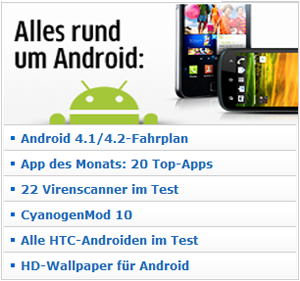 Alles rund
um Android:
Android 4.1/4.2-Fahrplan
App des Monats: 20 Top-Apps
22 Virenscanner im Test
CyanogenMod 10
Alle HTC-Androiden im Test
HD-Wallpaper für Android